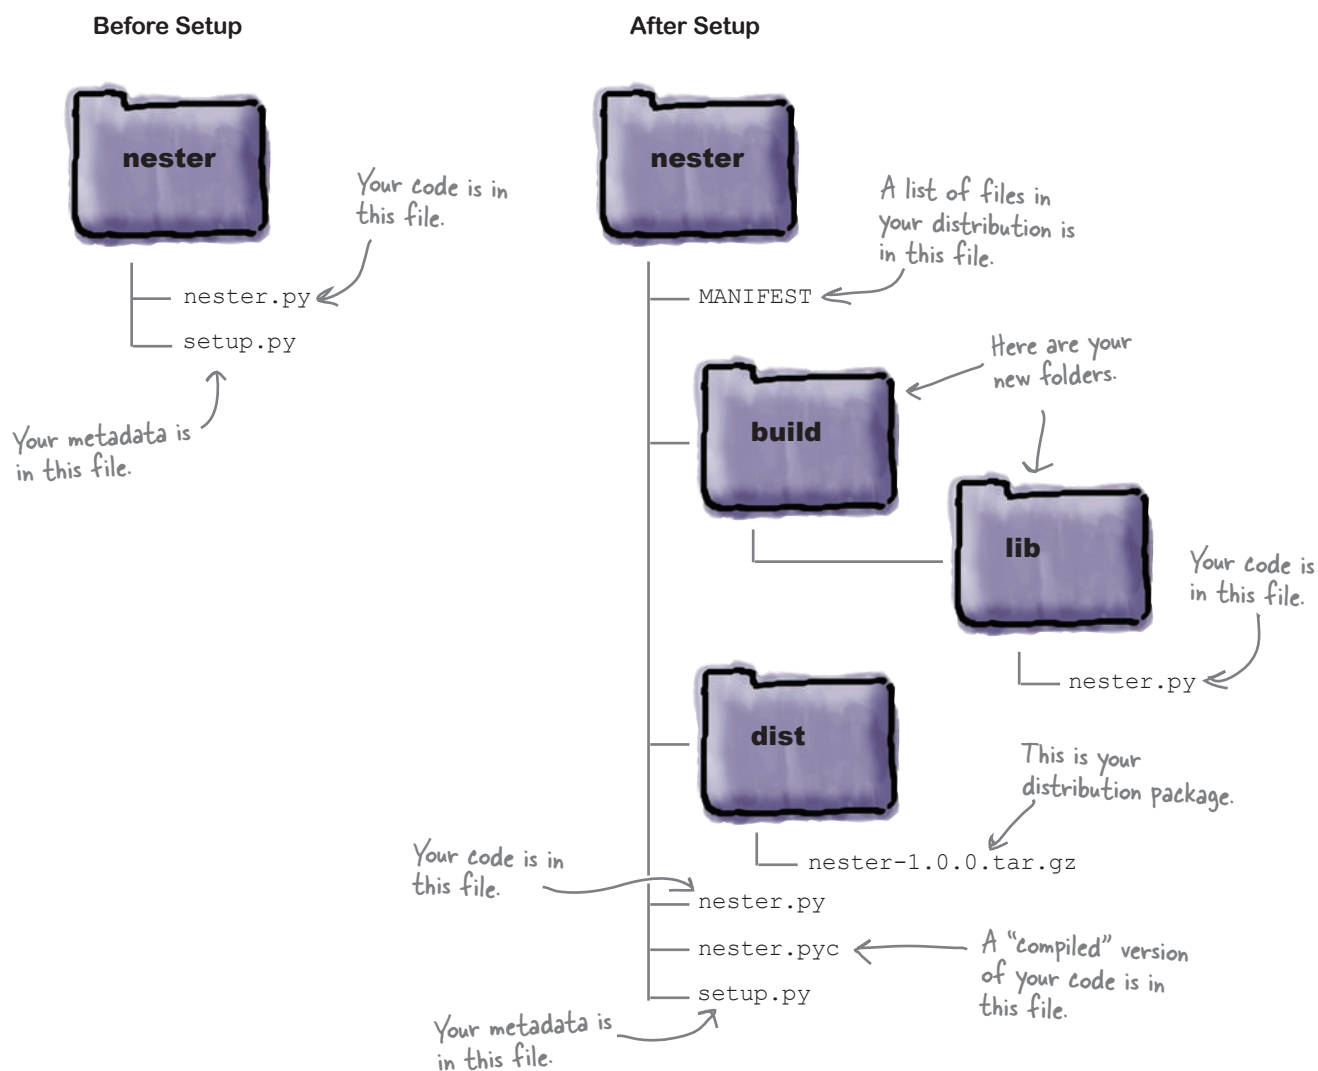 Before Setup
After Setup
nester
nester
Your code is in
this file.
A list of files in
your distribution is
in this file.
nester.py
setup.py
MANIFEST
Your metadata is
in this file.
Here are your
new folders.
build
lib
Your code is
in this file.
nester.py
dist
This is your
distribution package.
nester-1.0.0.tar.gz
Your code is in
this file.
nester.py
nester.pyc
A “compiled” version
of your code is in
this file.
setup.py
Your metadata is
in this file.